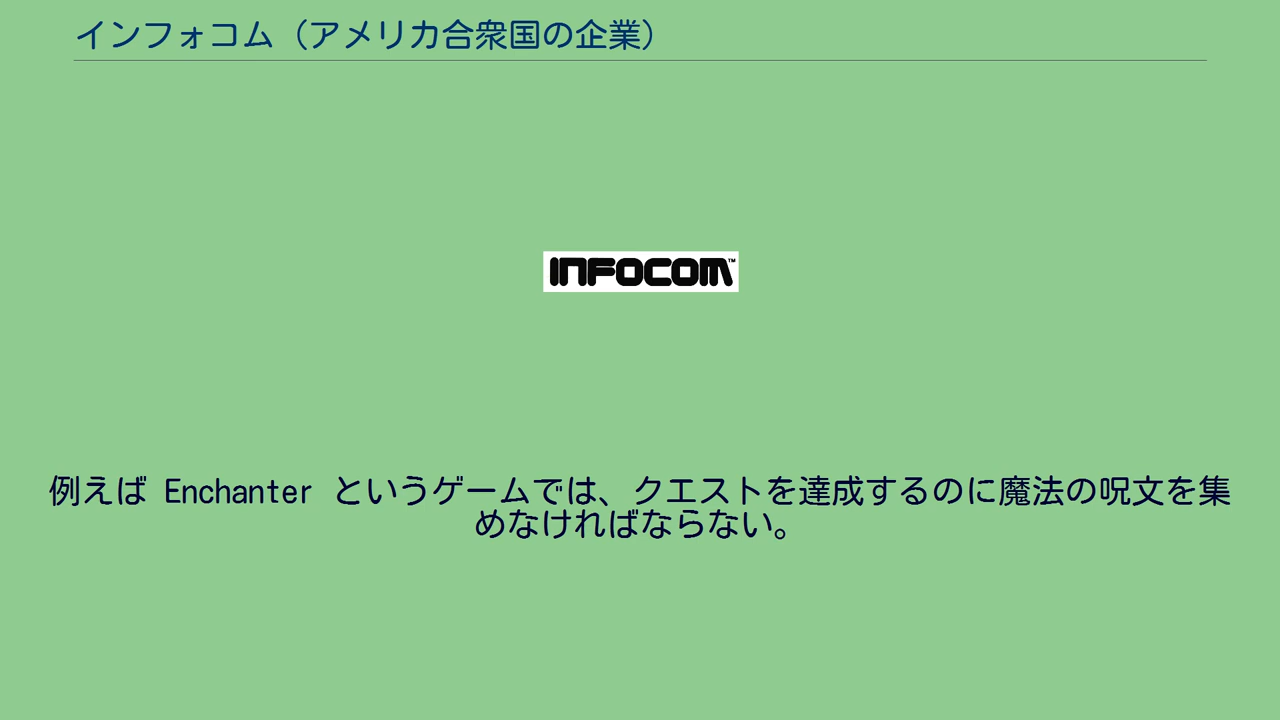 インフォコム（アメリカ合衆国の企業）
INFOCOM™
例えば Enchanter というゲームでは、クエストを達成するのに魔法の呪文を集
めなければならない。